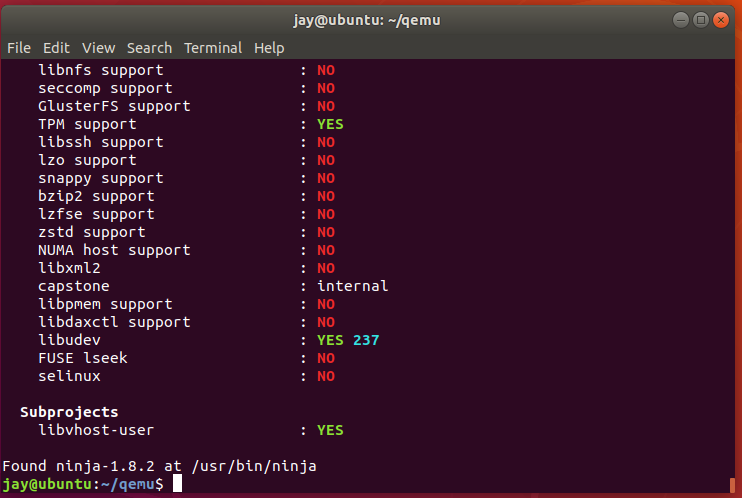 jay@ubuntu: ~/qemu
File Edit View Search Terminal Help
libnfs support : NO
seccomp support : NO
GlusterFS support : NO
TPM support : YES
libssh support : NO
lzo support : NO
snappy support : NO
bzip2 support : NO
lzfse support : NO
zstd support : NO
NUMA host support : NO
libxml2 : NO
capstone : internal
libpmem support : NO
libdaxctl support : NO
libudev : YES 237
FUSE lseek : NO
selinux : NO
Subprojects
libvhost-user : YES
Found ninja-1.8.2 at /usr/bin/ninja
jay@ubuntu:~/qemu$